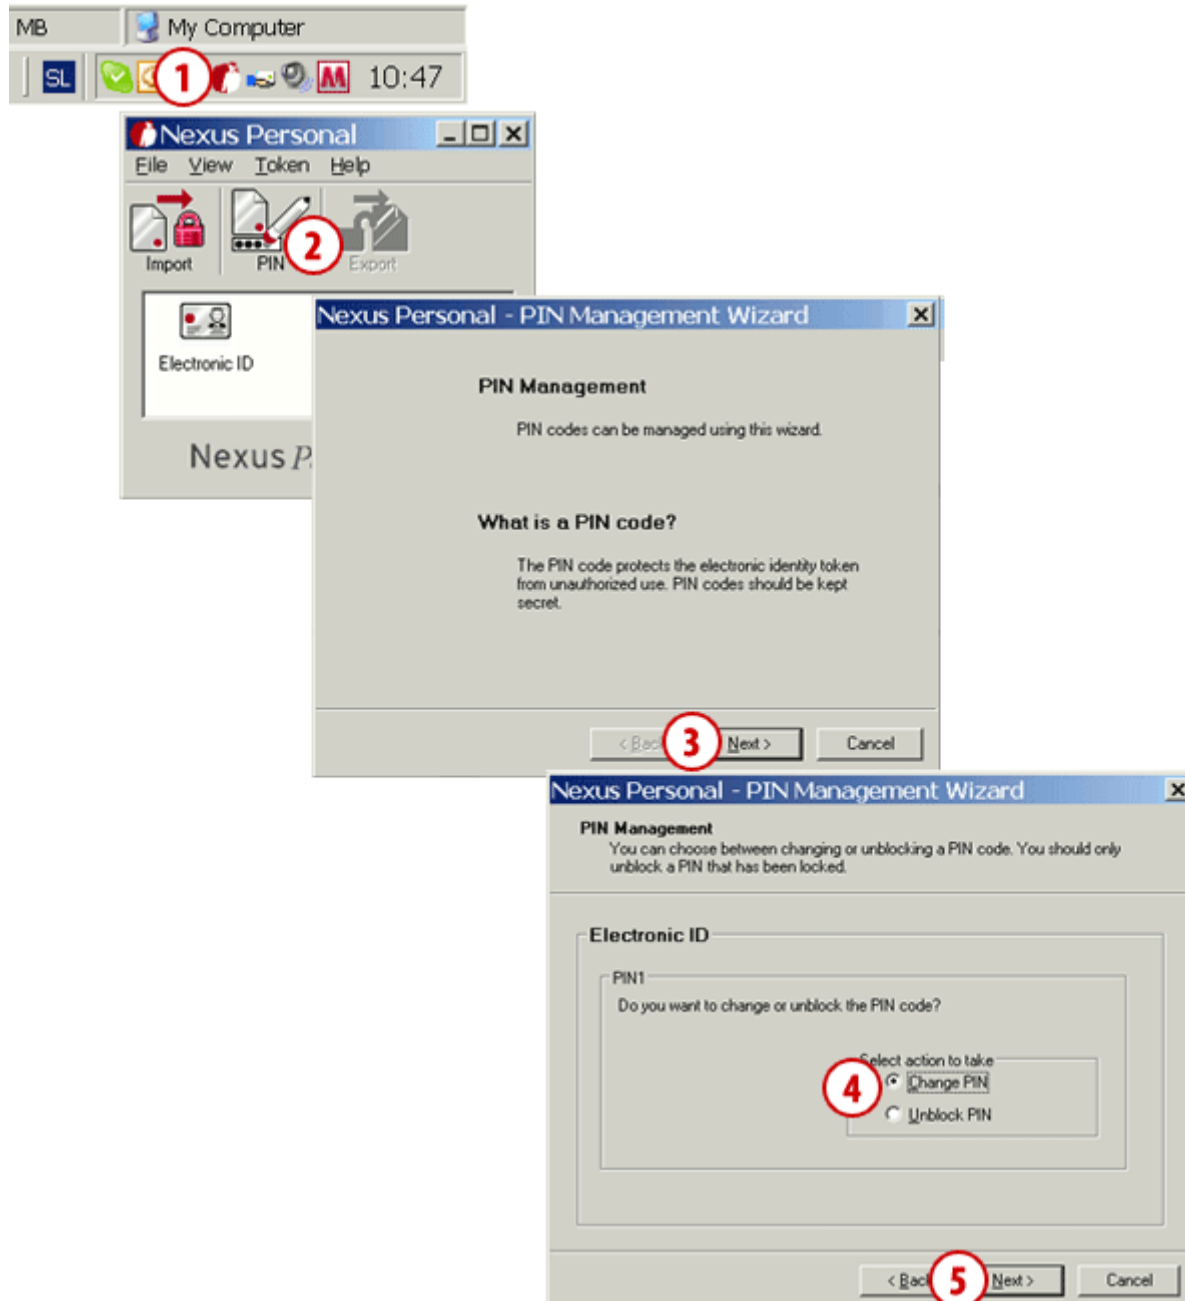 MB
My Computer
SL
1
10:47
Nexus Personal
File View Token Help
2
Import PIN Export
Electronic ID
Nexus
Nexus Personal - PIN Management Wizard
PIN Management
PIN codes can be managed using this wizard.
What is a PIN code?
The PIN code protects the electronic identity token
from unauthorized use. PIN codes should be kept
secret.
3
Next > Cancel
Nexus Personal - PIN Management Wizard
PIN Management
You can choose between changing or unblocking a PIN code. You should only
unblock a PIN that has been locked.
Electronic ID
PIN1
Do you want to change or unblock the PIN code?
Select action to take
4
Change PIN
Unblock PIN
5
Next > Cancel